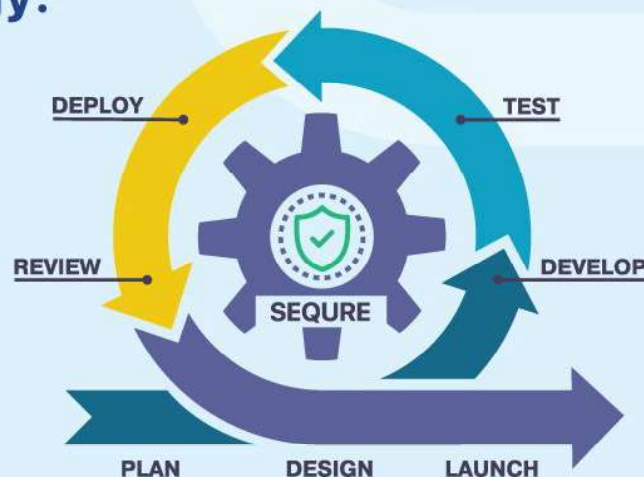 y:
DEPLOY
TEST
REVIEW
DEVELOP
SEQURE
PLAN
DESIGN
LAUNCH